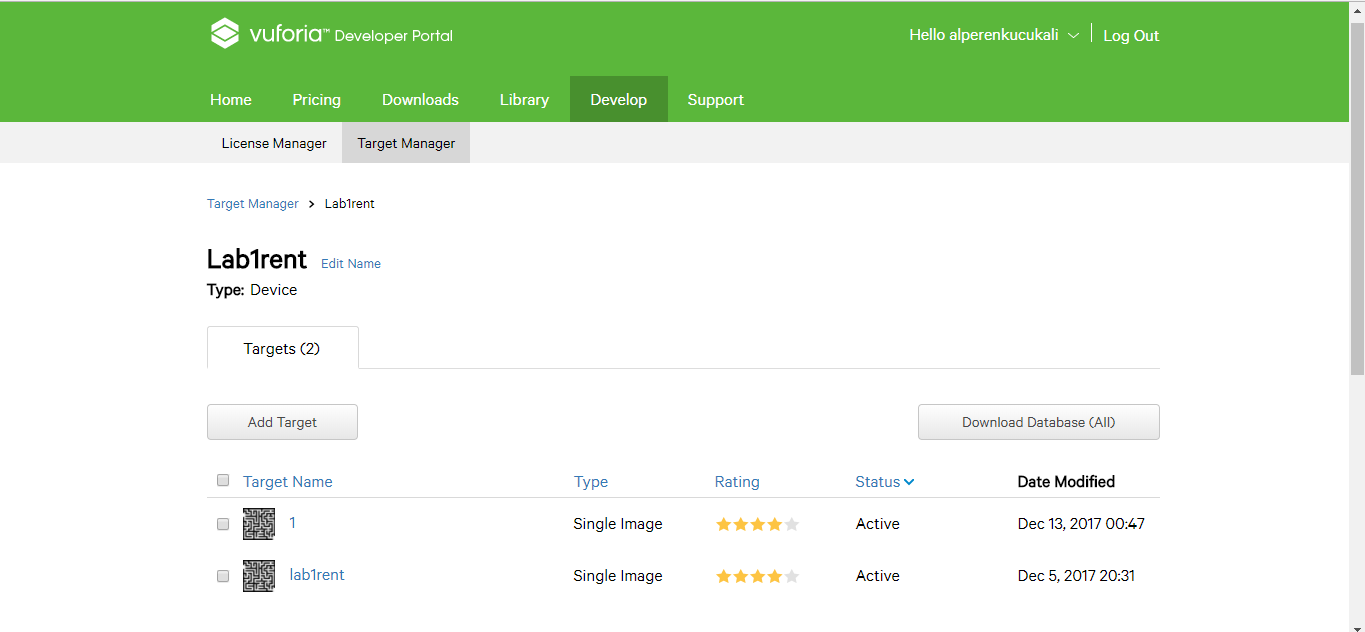 vuforia™ Developer Portal
Hello alperenkucukali Log Out
Home Pricing Downloads Library Develop Support
License Manager Target Manager
Target Manager > Lab1rent
Lab1rent Edit Name
Type: Device
Targets (2)
Add Target Download Database (All)
Target Name Type Rating Status Date Modified
1 Single Image Active Dec 13, 2017 00:47
lab1rent Single Image Active Dec 5, 2017 20:31